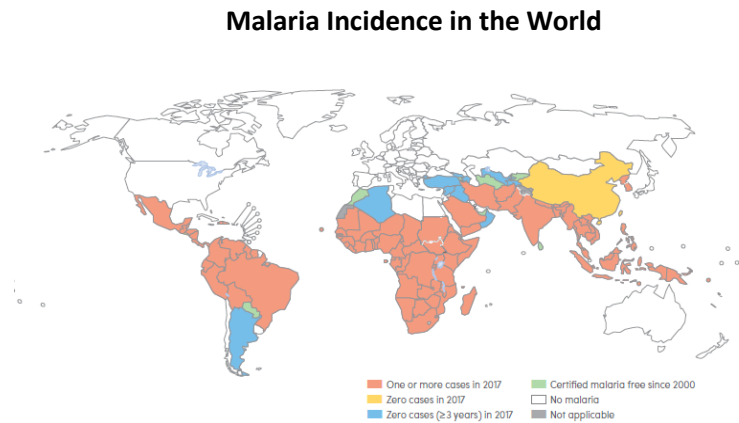 Malaria Incidence in the World
One or more cases in 2017
Zero cases in 2017
Zero cases (≥3 years) in 2017
Certified malaria free since 2000
No malaria
Not applicable